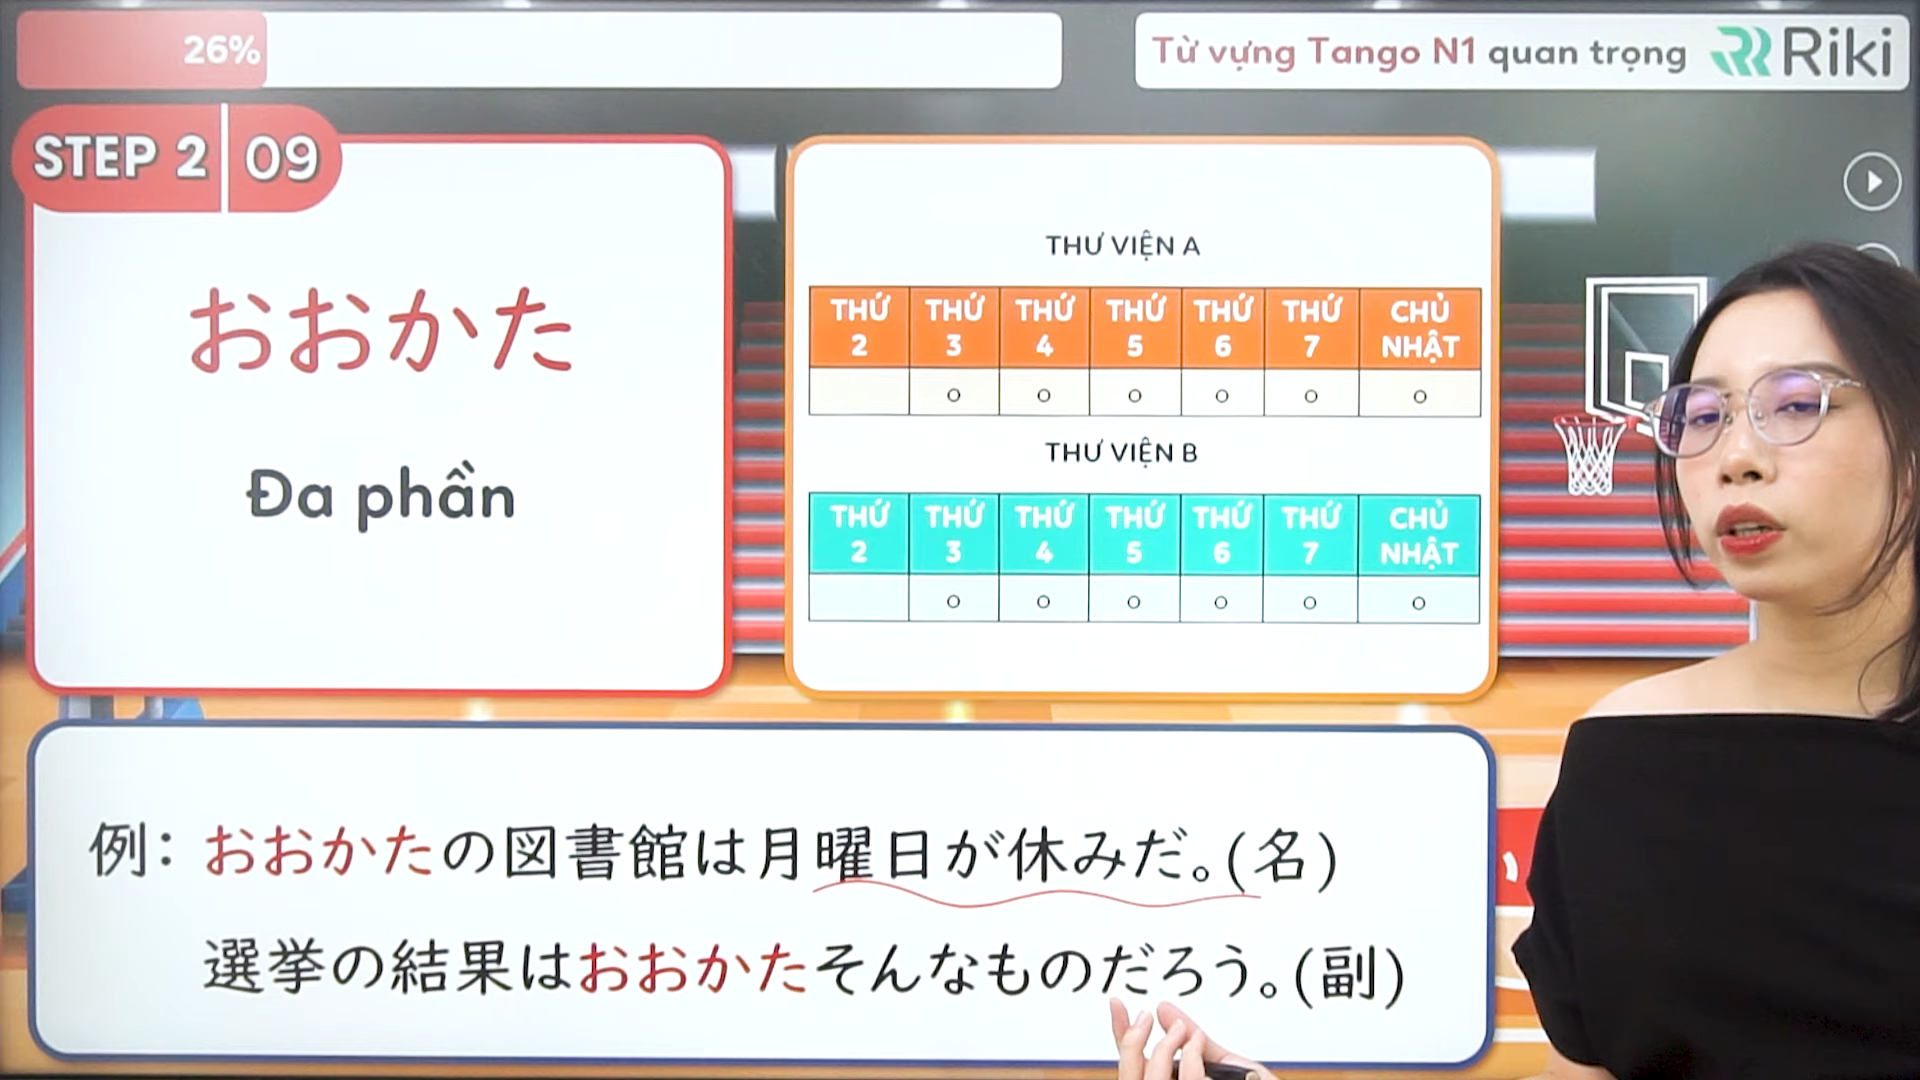 26%
Từ vựng Tango N1 quan trọng Riki
STEP 2 09
おおかた
Đa phần
THƯ VIỆN A
THỨ 2 THỨ 3 THỨ 4 THỨ 5 THỨ 6 THỨ 7 CHỦ NHẬT
○ ○ ○ ○ ○ ○
THƯ VIỆN B
THỨ 2 THỨ 3 THỨ 4 THỨ 5 THỨ 6 THỨ 7 CHỦ NHẬT
○ ○ ○ ○ ○ ○
例：おおかたの図書館は月曜日が休みだ。(名)
選挙の結果はおおかたそんなものだろう。(副)